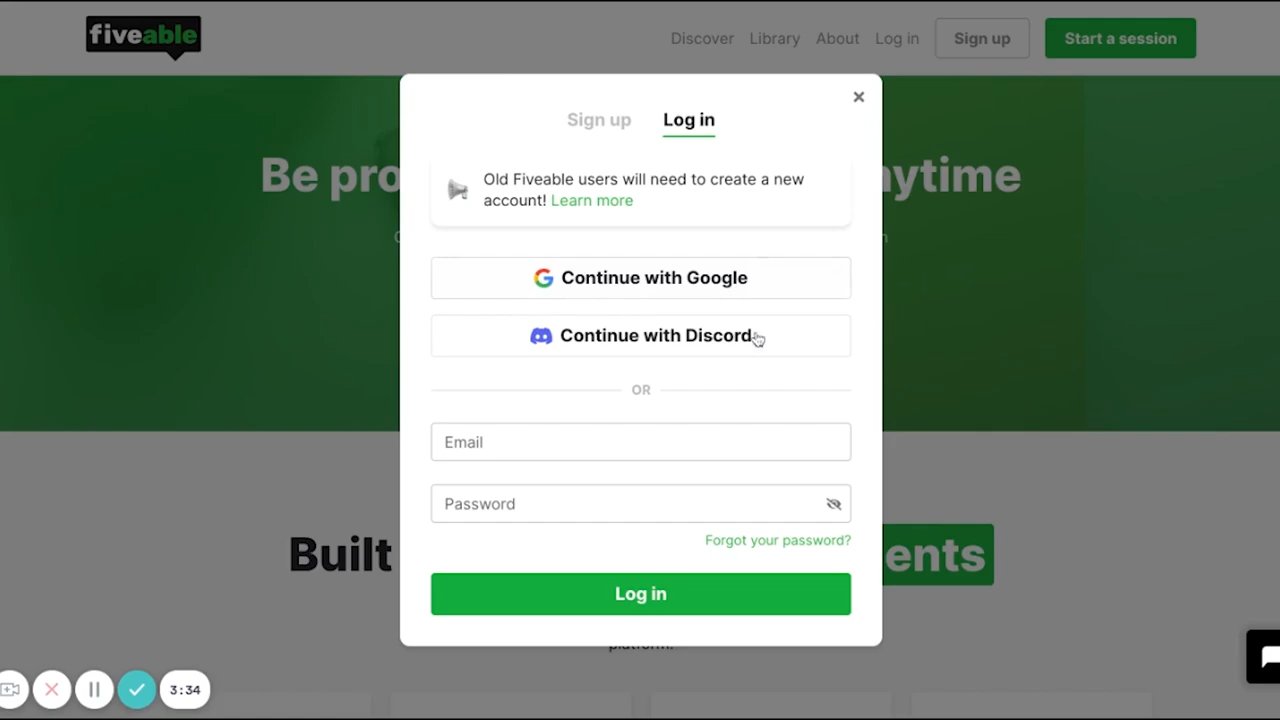 fiveable
Discover Library About Log in Sign up Start a session
Sign up Log in
Old Fiveable users will need to create a new
account! Learn more
Be pro
nytime
Continue with Google
Continue with Discord
OR
Email
Password
Forgot your password?
Built
ents
Log in
platform.
3:34